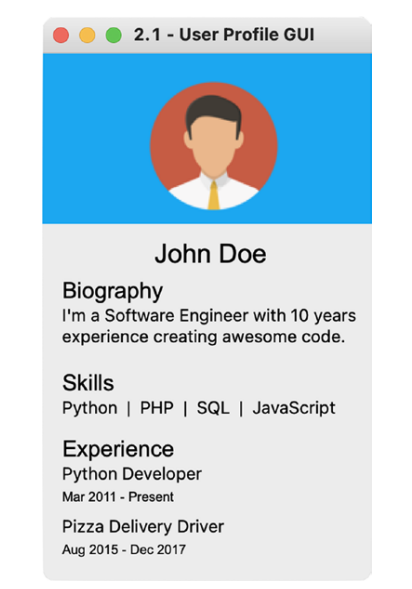 2.1 - User Profile GUI
John Doe
Biography
I'm a Software Engineer with 10 years
experience creating awesome code.
Skills
Python | PHP | SQL | JavaScript
Experience
Python Developer
Mar 2011 - Present
Pizza Delivery Driver
Aug 2015 - Dec 2017